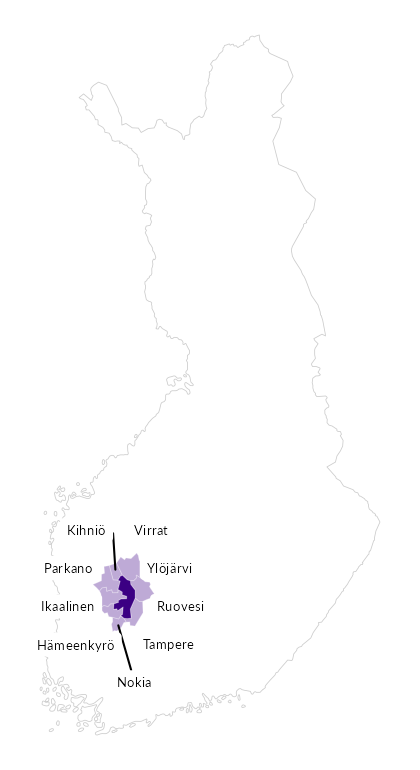 Kihniö Virrat
Parkano Ylöjärvi
Ikaalinen Ruovesi
Hämeenkyrö Tampere
Nokia